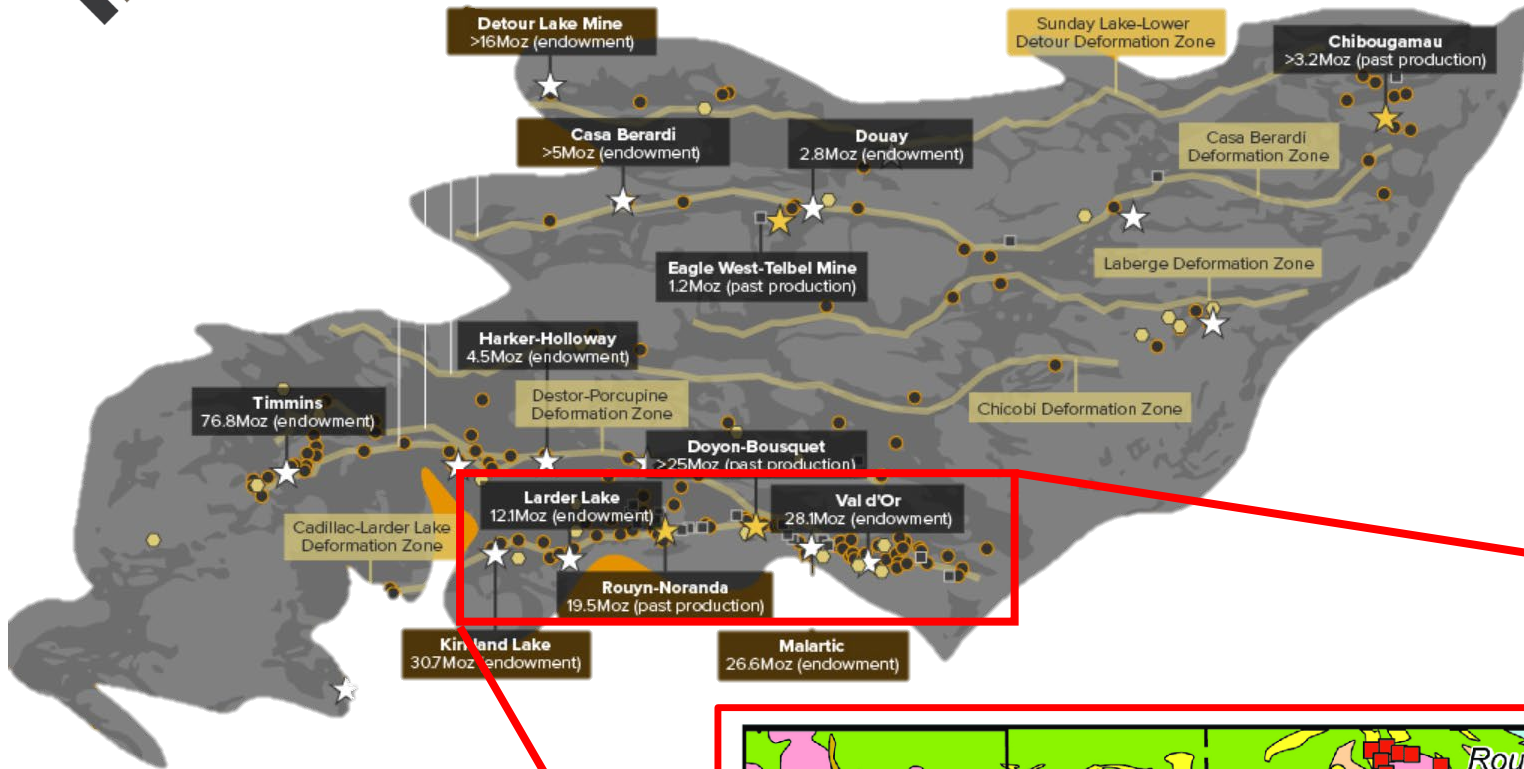 Detour Lake Mine
>16Moz (endowment)
Sunday Lake-Lower
Detour Deformation Zone
Chibougamau
>3.2Moz (past production)
Casa Berardi
>5Moz (endowment)
Douay
2.8Moz (endowment)
Casa Berardi
Deformation Zone
Eagle West-Telbel Mine
1.2Moz (past production)
Laberge Deformation Zone
Harker-Holloway
4.5Moz (endowment)
Timmins
76.8Moz (endowment)
Destor-Porcupine
Deformation Zone
Chicobi Deformation Zone
Doyon-Bousquet
>25Moz (past production)
Larder Lake
12.1Moz (endowment)
Val d'Or
28.1Moz (endowment)
Cadillac-Larder Lake
Deformation Zone
Rouyn-Noranda
19.5Moz (past production)
Kirkland Lake
30.7Moz (endowment)
Malartic
26.6Moz (endowment)
Rou